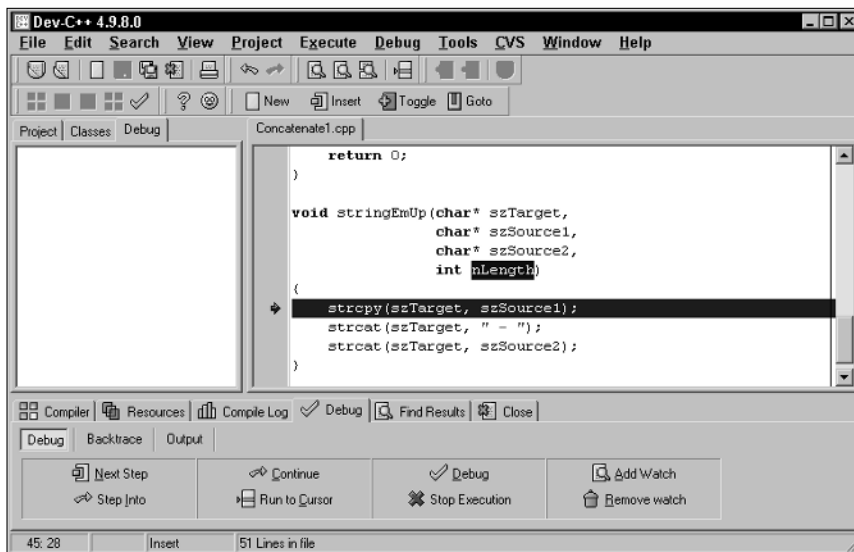 Dev-C++ 4.9.8.0
File Edit Search View Project Execute Debug Tools CVS Window Help
New Insert Toggle Goto
Project Classes Debug
Concatenate1.cpp
return 0;
}
void stringEmUp(char* szTarget,
char* szSource1,
char* szSource2,
int nLength)
{
strcpy(szTarget, szSource1);
strcat(szTarget, " - ");
strcat(szTarget, szSource2);
}
Compiler Resources Compile Log Debug Find Results Close
Debug Backtrace Output
Next Step Continue Debug Add Watch
Step Into Run to Cursor Stop Execution Remove watch
45: 28 Insert 51 Lines in file